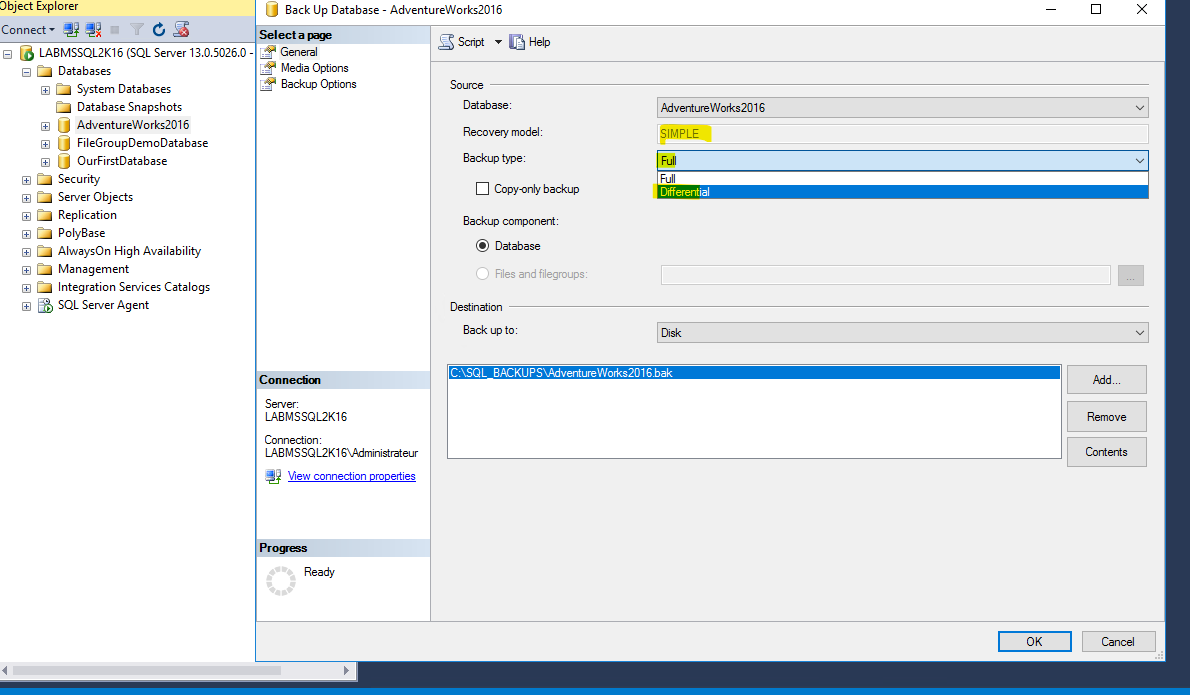 Object Explorer
Connect
LABMSSQL2K16 (SQL Server 13.0.5026.0 -
Databases
System Databases
Database Snapshots
AdventureWorks2016
FileGroupDemoDatabase
OurFirstDatabase
Security
Server Objects
Replication
PolyBase
AlwaysOn High Availability
Management
Integration Services Catalogs
SQL Server Agent
Back Up Database - AdventureWorks2016
Select a page
General
Media Options
Backup Options
Connection
Server:
LABMSSQL2K16
Connection:
LABMSSQL2K16\Administrateur
View connection properties
Progress
Ready
Script
Help
Source
Database:
AdventureWorks2016
Recovery model:
SIMPLE
Backup type:
Full
Full
Differential
Copy-only backup
Backup component:
Database
Files and filegroups:
...
Destination
Back up to:
Disk
C:\SQL_BACKUPS\AdventureWorks2016.bak
Add...
Remove
Contents
OK
Cancel